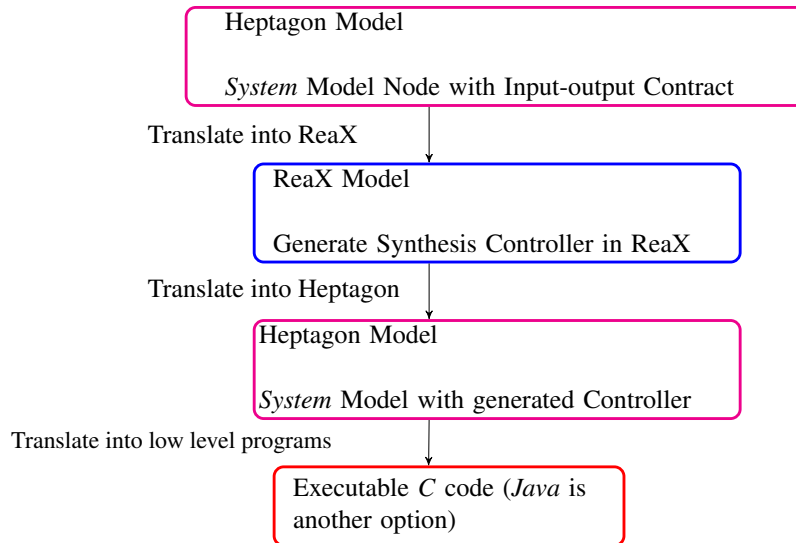 Heptagon Model
System Model Node with Input-output Contract
Translate into ReaX
ReaX Model
Generate Synthesis Controller in ReaX
Translate into Heptagon
Heptagon Model
System Model with generated Controller
Translate into low level programs
Executable C code (Java is
another option)